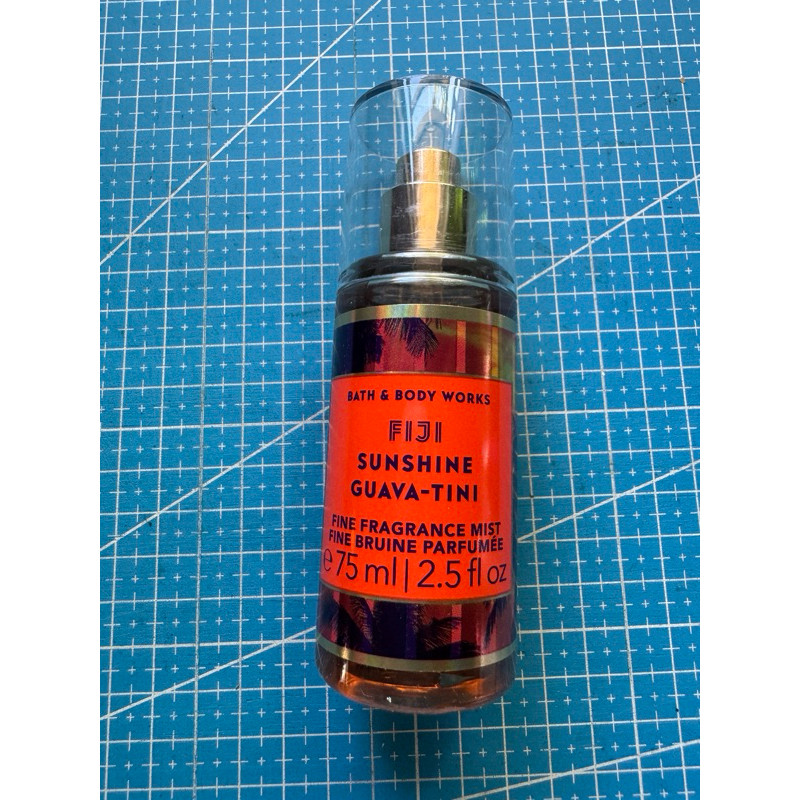 BATH & BODY WORKS
FIJI
SUNSHINE
GUAVA-TINI
FINE FRAGRANCE MIST
FINE BRUINE PARFUMÉE
℮ 75 ml | 2.5 fl oz